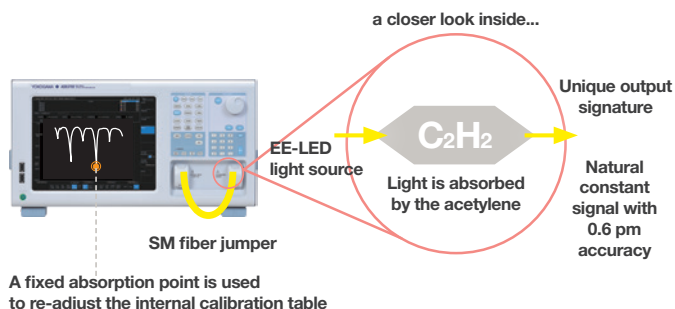 a closer look inside...
YOKOGAWA
Unique output
signature
EE-LED
light source
C₂H₂
Light is absorbed
by the acetylene
Natural
constant
signal with
0.6 pm
accuracy
SM fiber jumper
A fixed absorption point is used
to re-adjust the internal calibration table